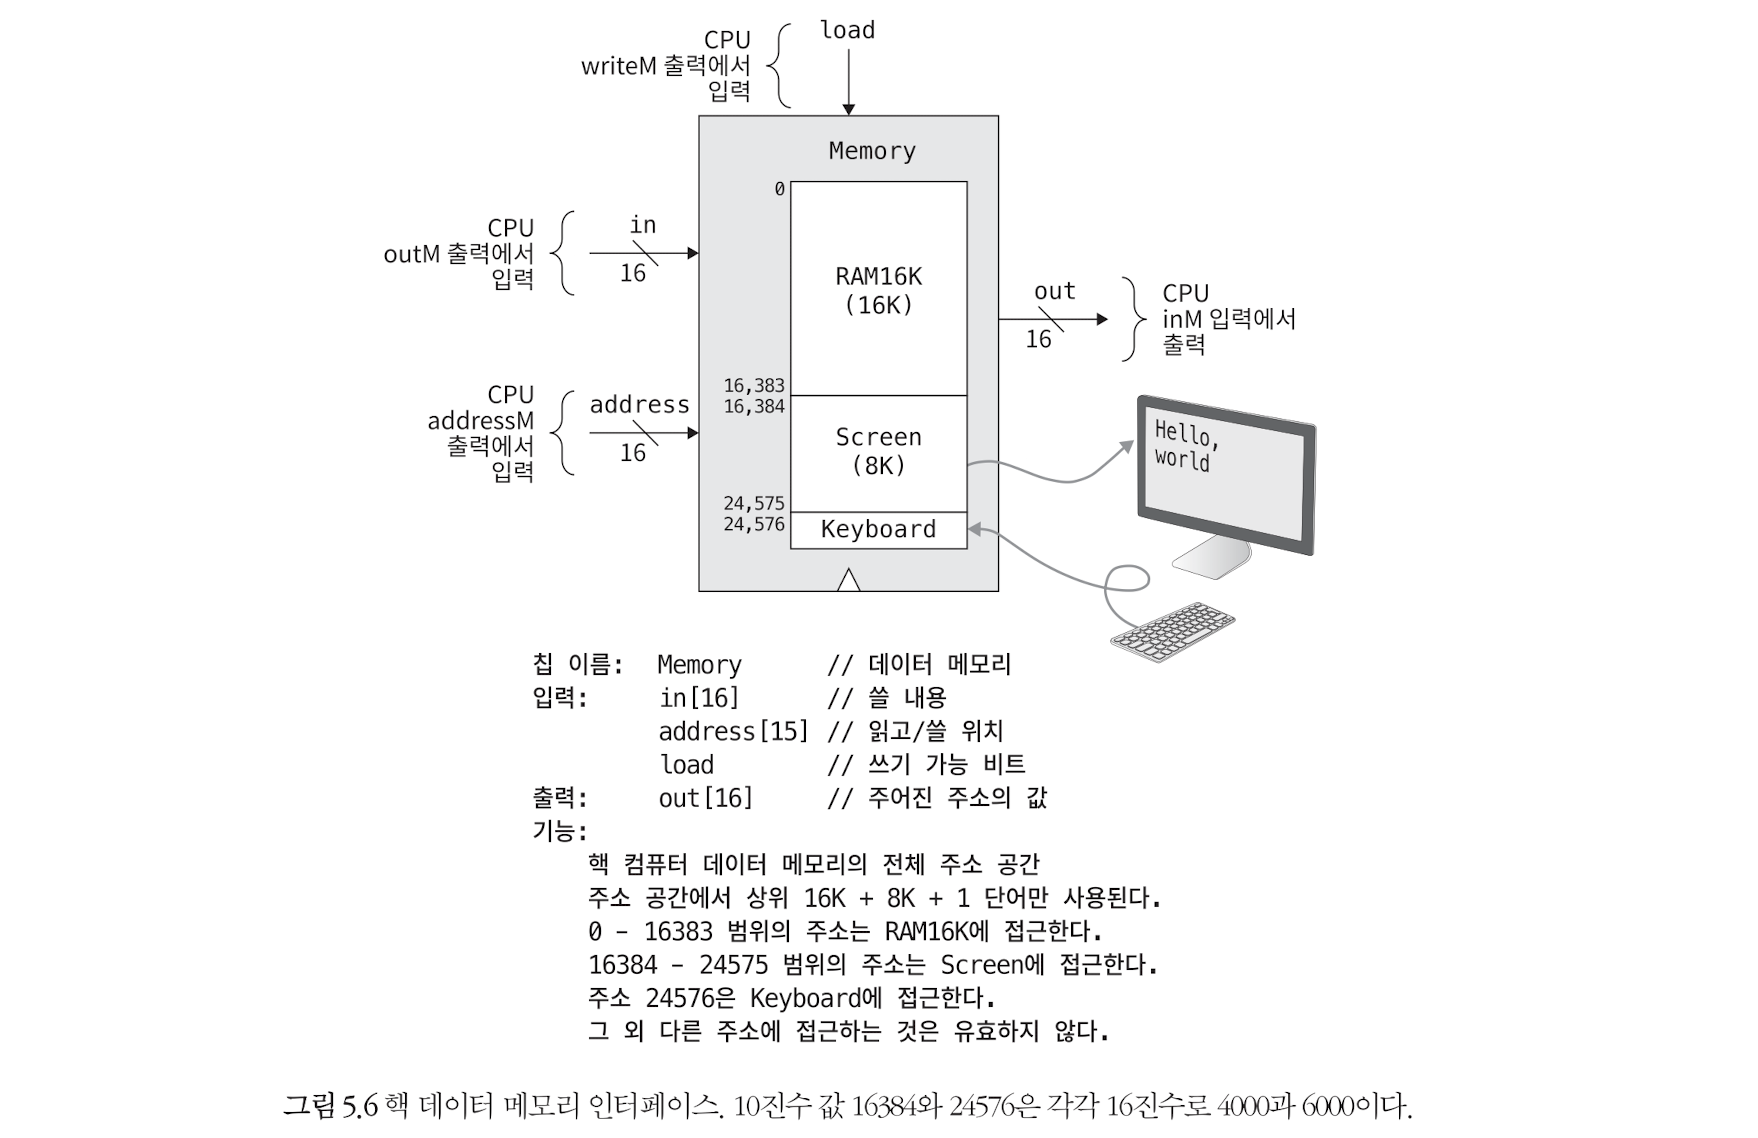 load
CPU
writeM 출력에서
입력
Memory
0
CPU
outM 출력에서
입력
in
16
RAM16K
(16K)
out
16
CPU
inM 입력에서
출력
16,383
16,384
CPU
addressM
출력에서
입력
address
16
Screen
(8K)
Hello,
world
24,575
24,576
Keyboard
칩 이름: Memory // 데이터 메모리
입력: in[16] // 쓸 내용
address[15] // 읽고/쓸 위치
load // 쓰기 가능 비트
출력: out[16] // 주어진 주소의 값
기능:
핵 컴퓨터 데이터 메모리의 전체 주소 공간
주소 공간에서 상위 16K + 8K + 1 단어만 사용된다.
0 – 16383 범위의 주소는 RAM16K에 접근한다.
16384 – 24575 범위의 주소는 Screen에 접근한다.
주소 24576은 Keyboard에 접근한다.
그 외 다른 주소에 접근하는 것은 유효하지 않다.
그림 5.6 핵 데이터 메모리 인터페이스. 10진수 값 16384와 24576은 각각 16진수로 4000과 6000이다.